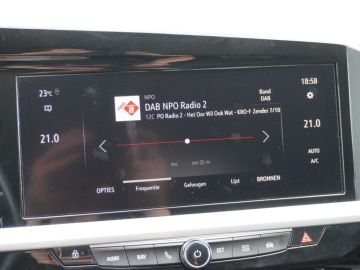 23°c
NPO
18:58
DAB NPO Radio 2
Band
DAB
12C PO Radio 2 - Het Oor Wil Ook Wat - KRO-N Zender 7/10
21.0
21.0
AUTO
A/C
OPTIES
Frequentie
Geheugen
Lijst
BRONNEN
AUDIO
NAV
SET